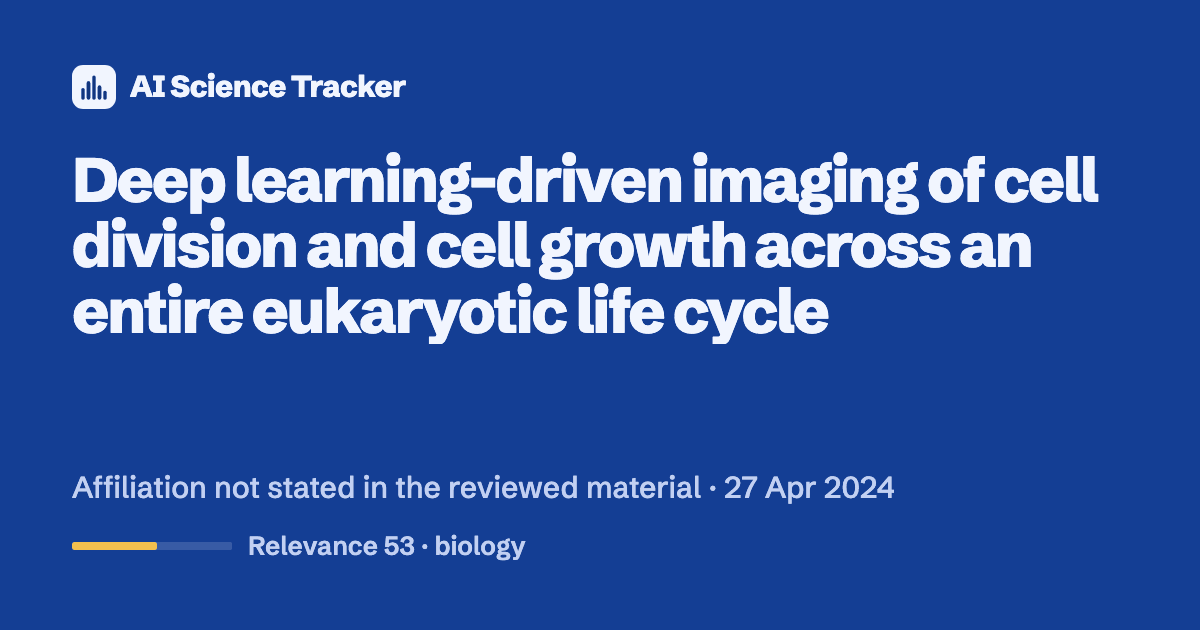 AI Science Tracker
Deep learning-driven imaging of cell
division and cell growth across an
entire eukaryotic life cycle
Affiliation not stated in the reviewed material · 27 Apr 2024
Relevance 53 · biology